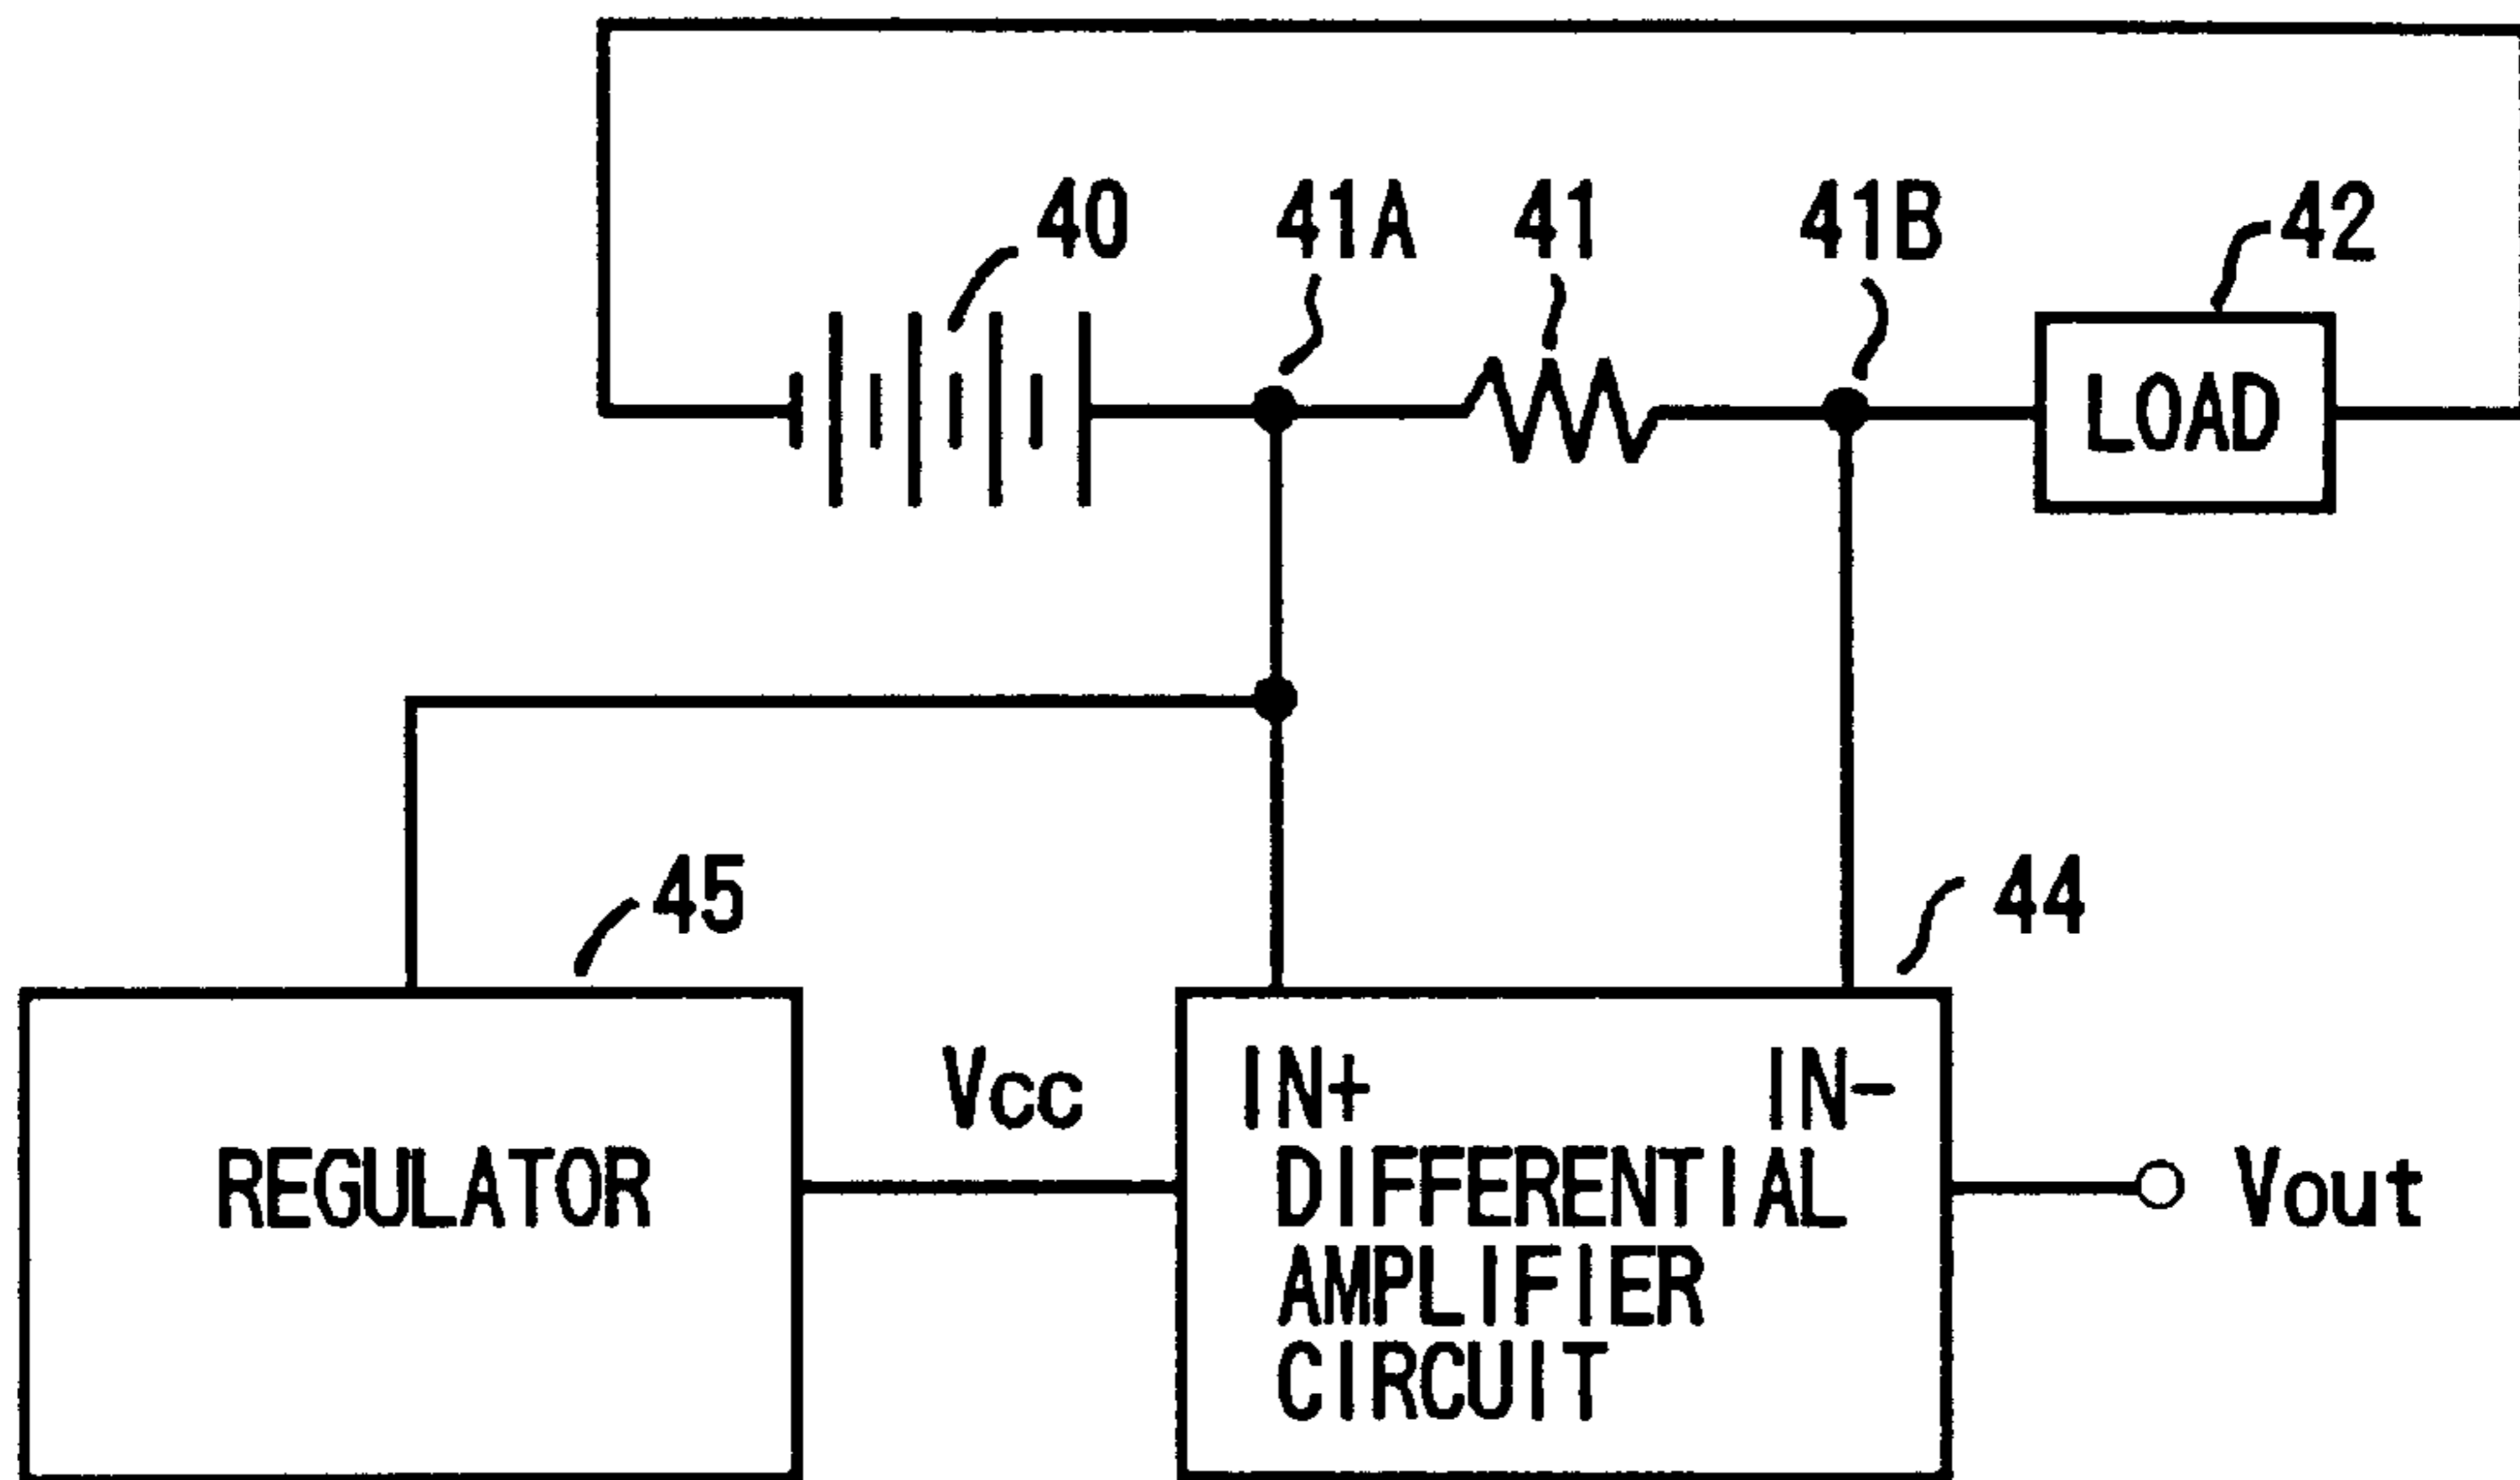 40 41A 41 41B 42
LOAD
45 44
Vcc IN+ IN-
REGULATOR DIFFERENTIAL Vout
AMPLIFIER
CIRCUIT